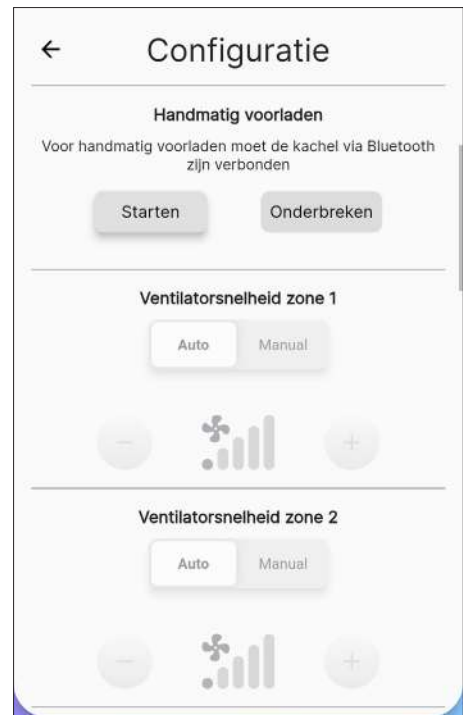 Configuratie
Handmatig voorladen
Voor handmatig voorladen moet de kachel via Bluetooth
zijn verbonden
Starten Onderbreken
Ventilatorsnelheid zone 1
Auto Manual
Ventilatorsnelheid zone 2
Auto Manual